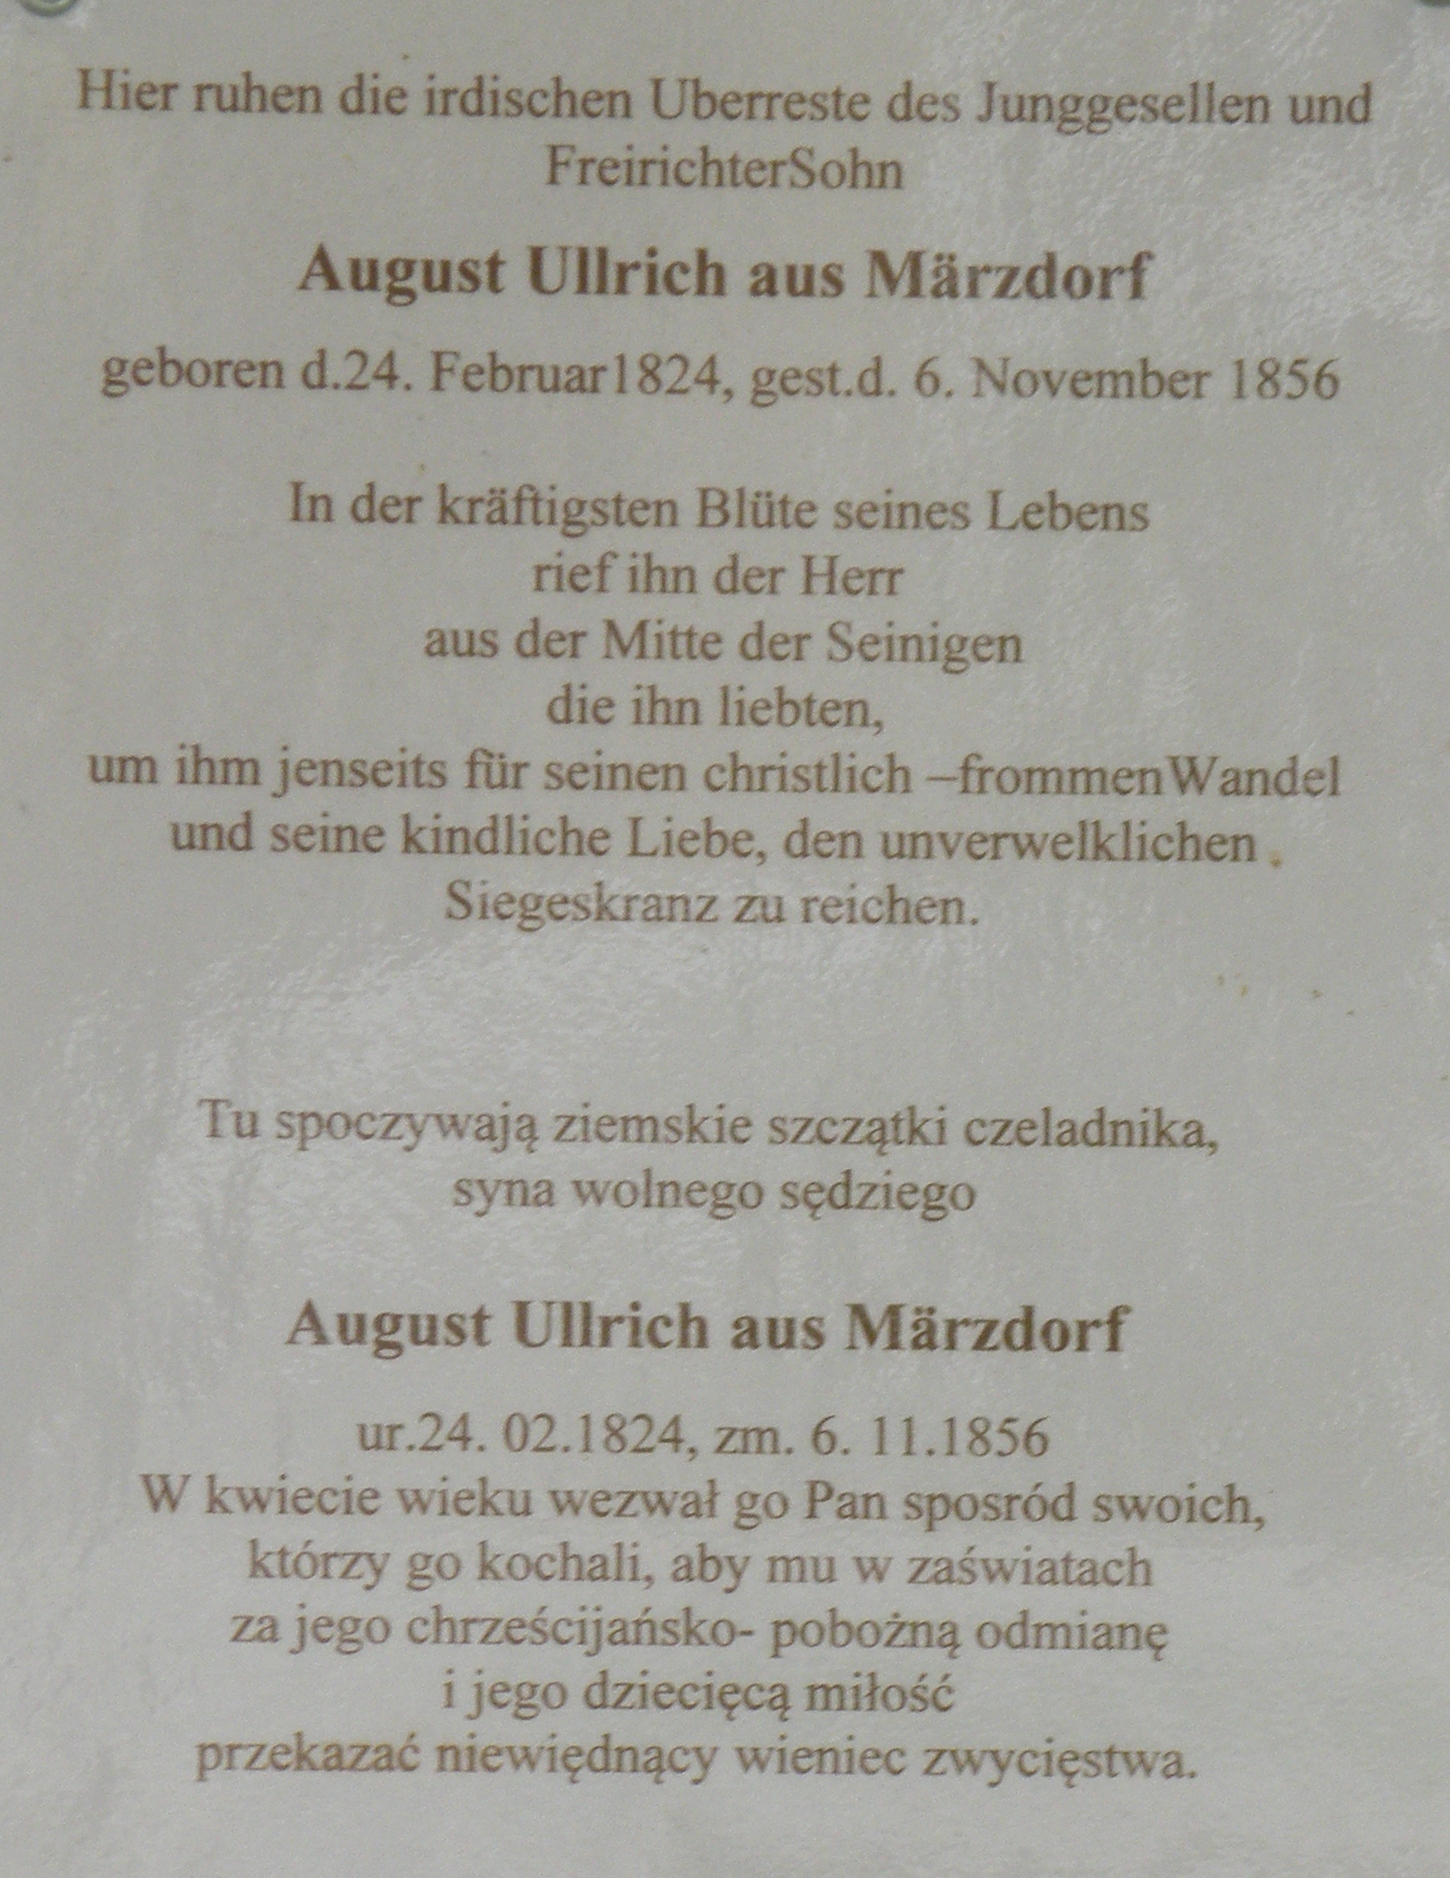 Hier ruhen die irdischen Uberreste des Junggesellen und
FreirichterSohn
August Ullrich aus Märzdorf
geboren d.24. Februar1824, gest.d. 6. November 1856
In der kräftigsten Blüte seines Lebens
rief ihn der Herr
aus der Mitte der Seinigen
die ihn liebten,
um ihm jenseits für seinen christlich –frommenWandel
und seine kindliche Liebe, den unverwelklichen
Siegeskranz zu reichen.
Tu spoczywają ziemskie szczątki czeladnika,
syna wolnego sędziego
August Ullrich aus Märzdorf
ur.24. 02.1824, zm. 6. 11.1856
W kwiecie wieku wezwał go Pan sposród swoich,
którzy go kochali, aby mu w zaświatach
za jego chrześcijańsko- pobożną odmianę
i jego dziecięcą miłość
przekazać niewiędnący wieniec zwycięstwa.